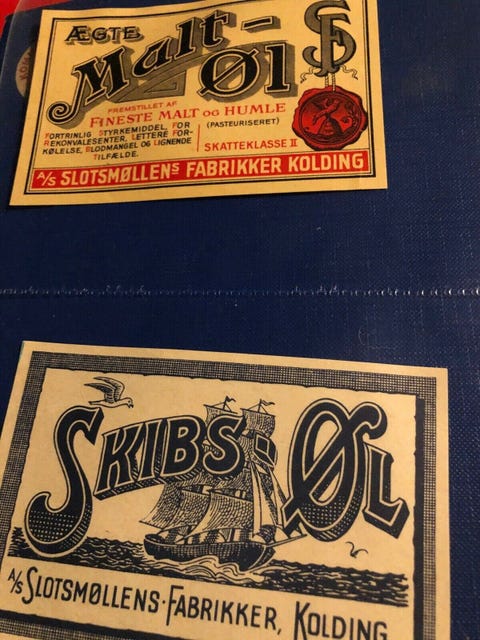 ÆGTE
Malt-Øl
FREMSTILLET AF
FINESTE MALT OG HUMLE
FORTRINLIG STYRKEMIDDEL, FOR
REKONVALESENTER, LETTERE FOR-
KØLELSE, BLODMANGEL OG LIGNENDE
TILFÆLDE.
(PASTEURISERET)
SKATTEKLASSE II
A/S SLOTSMØLLENS FABRIKKER KOLDING
SKIBS-ØL
A/S SLOTSMØLLENS·FABRIKKER, KOLDING